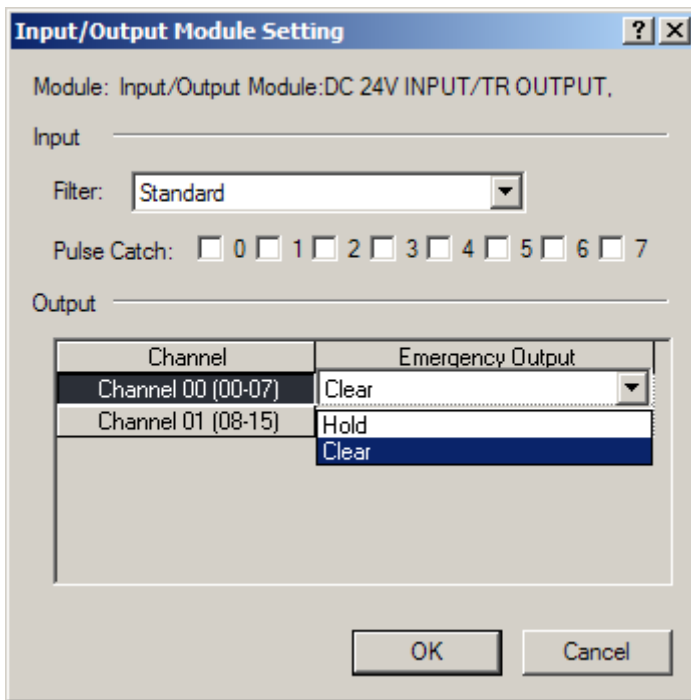 Input/Output Module Setting
Module: Input/Output Module:DC 24V INPUT/TR OUTPUT,
Input
Filter: Standard
Pulse Catch: 0 1 2 3 4 5 6 7
Output
Channel Emergency Output
Channel 00 (00-07) Clear
Channel 01 (08-15) Hold
Clear
OK Cancel